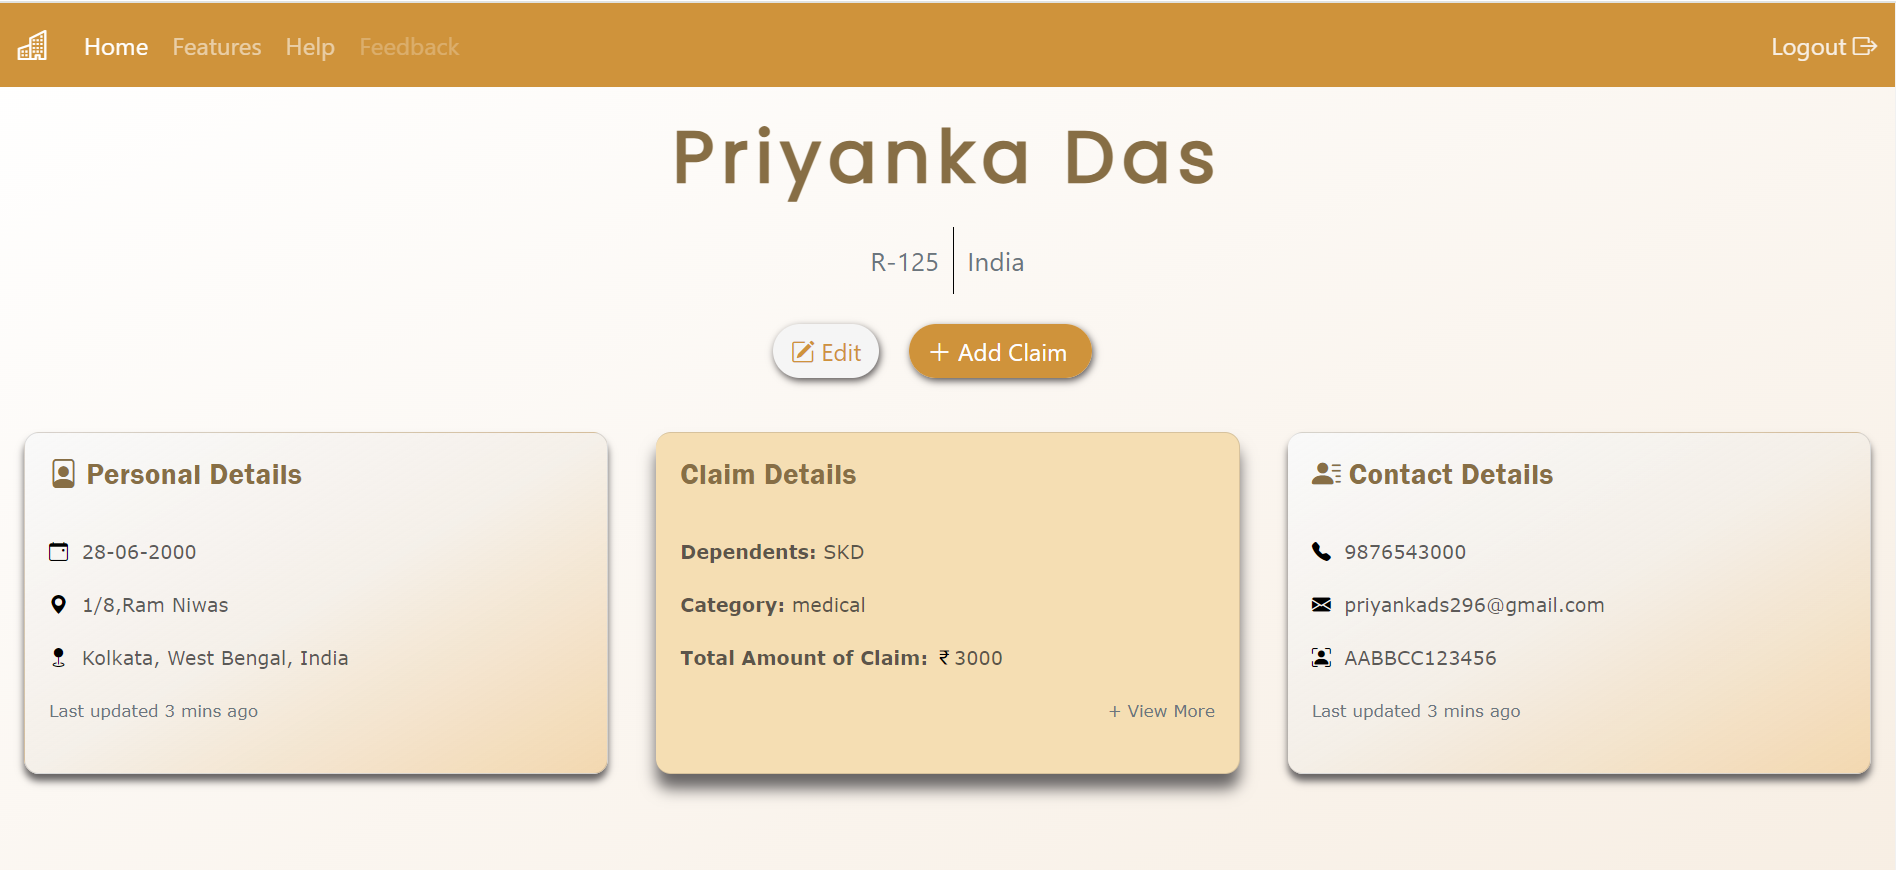 Home Features Help Feedback Logout
Priyanka Das
R-125 India
Edit + Add Claim
Personal Details
28-06-2000
1/8,Ram Niwas
Kolkata, West Bengal, India
Last updated 3 mins ago
Claim Details
Dependents: SKD
Category: medical
Total Amount of Claim: ₹3000
+ View More
Contact Details
9876543000
priyankads296@gmail.com
AABBCC123456
Last updated 3 mins ago